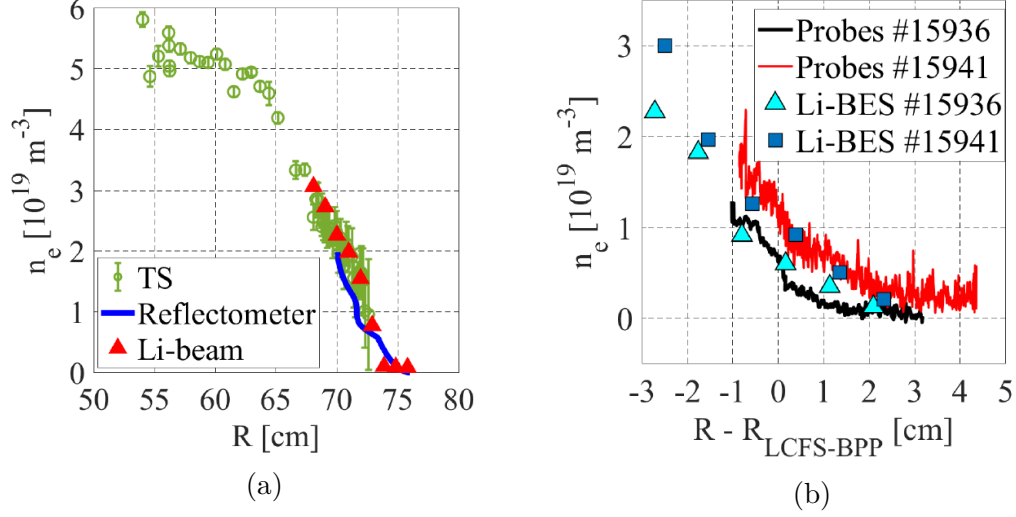 6
5
4
3
2
1
0
n_e [10^19 m^-3]
TS
Reflectometer
Li-beam
50 55 60 65 70 75 80
R [cm]
(a)
3
2
1
0
n_e [10^19 m^-3]
Probes #15936
Probes #15941
Li-BES #15936
Li-BES #15941
-3 -2 -1 0 1 2 3 4 5
R - R_LCFS-BPP [cm]
(b)